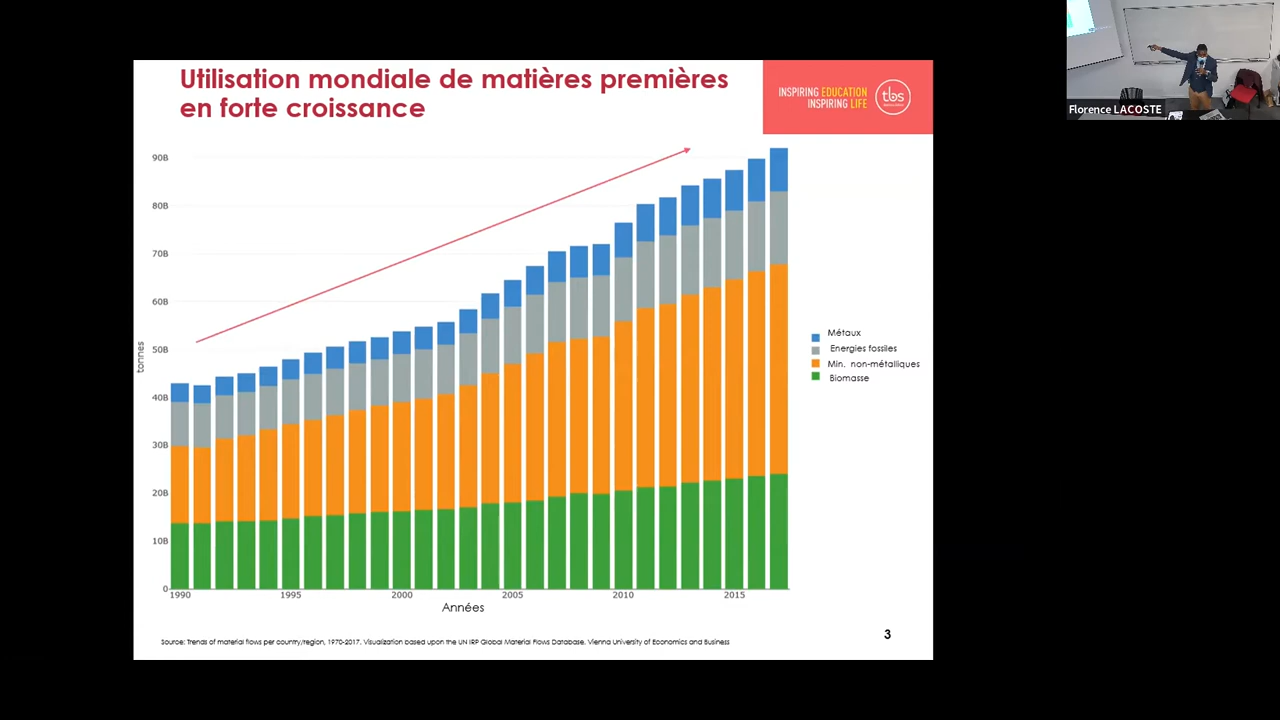 Utilisation mondiale de matières premières
en forte croissance
INSPIRING EDUCATION
INSPIRING LIFE
tbs
Florence LACOSTE
90B
80B
70B
60B
50B
40B
30B
20B
10B
0
tonnes
1990
1995
2000
2005
2010
2015
Années
Métaux
Energies fossiles
Min. non-métalliques
Biomasse
Source: Trends of material flows per country/region, 1970-2017. Visualization based upon the UN IRP Global Material Flows Database. Vienna University of Economics and Business
3